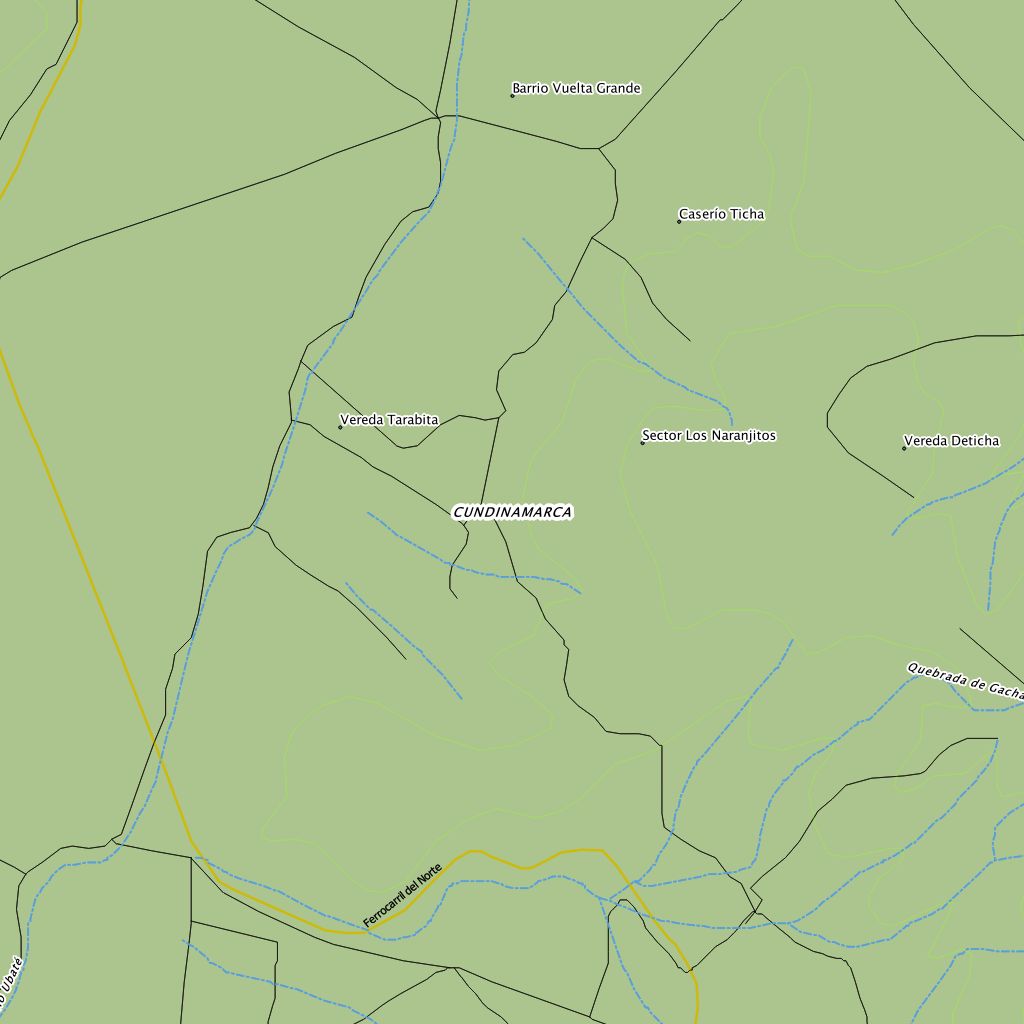 Barrio Vuelta Grande
Caserío Ticha
Vereda Tarabita
Sector Los Naranjitos
Vereda Deticha
CUNDINAMARCA
Quebrada de Gacha
Ferrocarril del Norte
o Ubaté